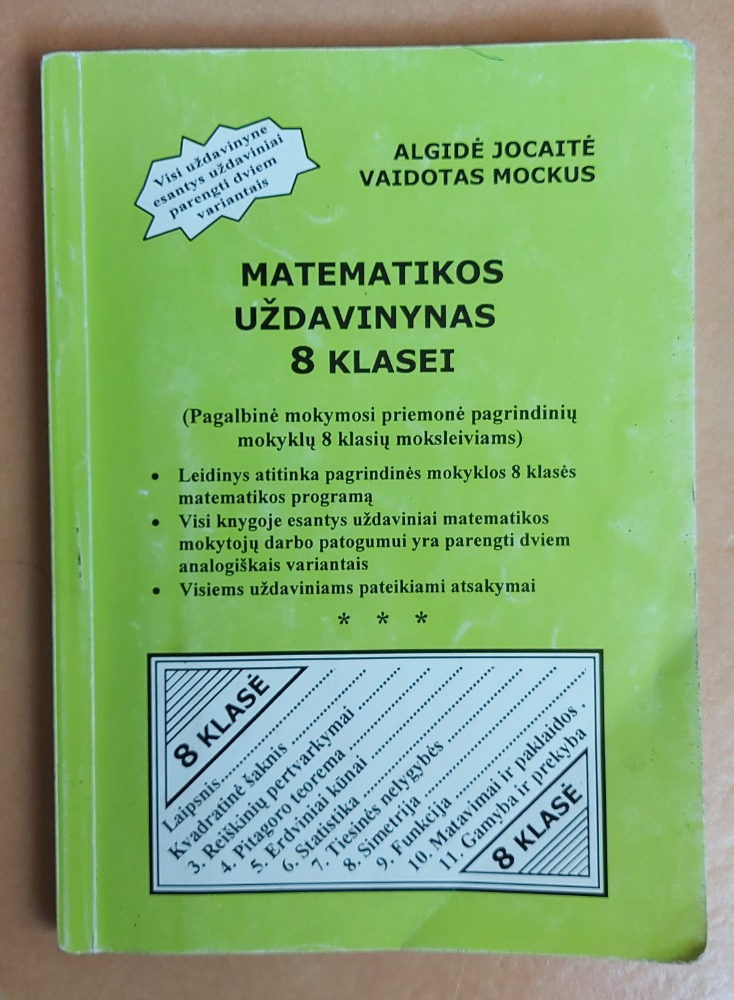 Visi uždavinyne
esantys uždaviniai
parengti dviem
variantais
ALGIDĖ JOCAITĖ
VAIDOTAS MOCKUS
MATEMATIKOS
UŽDAVINYNAS
8 KLASEI
(Pagalbinė mokymosi priemonė pagrindinių
mokyklų 8 klasių moksleiviams)
• Leidinys atitinka pagrindinės mokyklos 8 klasės
matematikos programą
• Visi knygoje esantys uždaviniai matematikos
mokytojų darbo patogumui yra parengti dviem
analogiškais variantais
• Visiems uždaviniams pateikiami atsakymai
* * *
8 KLASĖ
Laipsnis
Kvadratinė šaknis
3. Reiškinių pertvarkymai
4. Pitagoro teorema
5. Erdviniai kūnai
6. Statistika
7. Tiesinės nelygybės
8. Simetrija
9. Funkcija
10. Matavimai ir paklaidos
11. Gamyba ir prekyba
8 KLASĖ